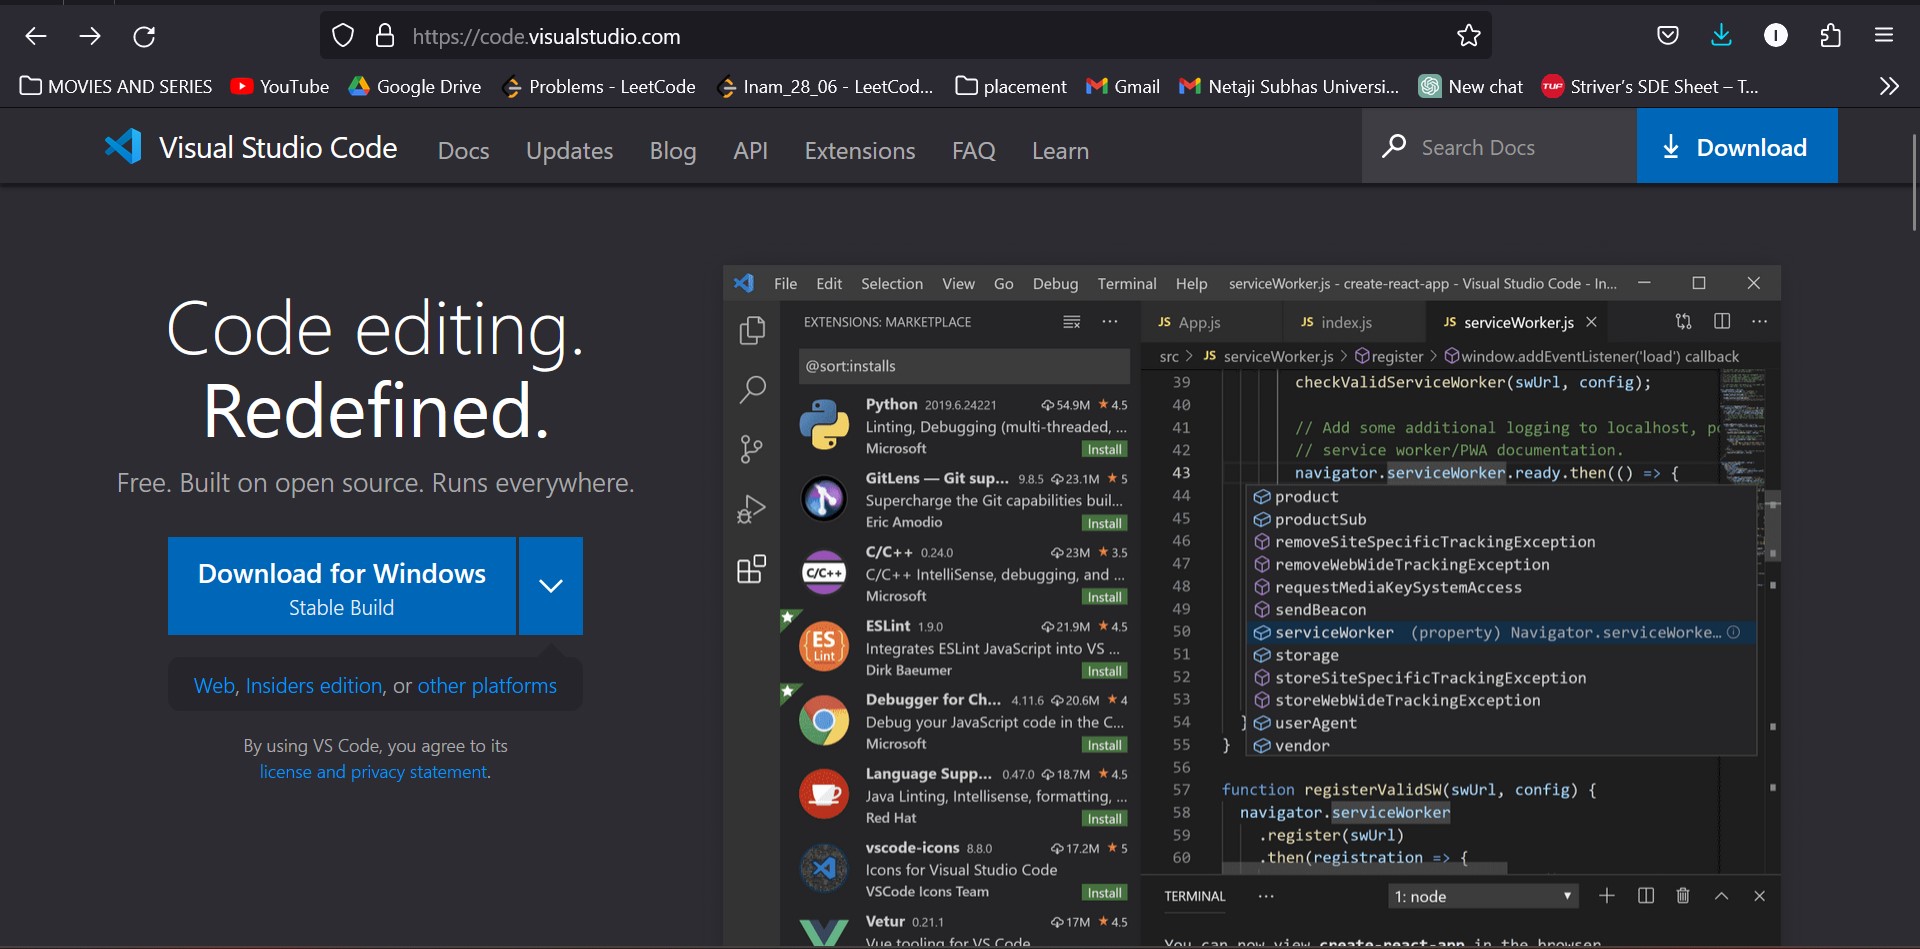 https://code.visualstudio.com
MOVIES AND SERIES YouTube Google Drive Problems - LeetCode Inam_28_06 - LeetCod... placement Gmail Netaji Subhas Universi... New chat Striver's SDE Sheet – T...
Visual Studio Code Docs Updates Blog API Extensions FAQ Learn Search Docs Download
Code editing.
Redefined.
Free. Built on open source. Runs everywhere.
Download for Windows
Stable Build
Web, Insiders edition, or other platforms
By using VS Code, you agree to its
license and privacy statement.
File Edit Selection View Go Debug Terminal Help serviceWorker.js - create-react-app - Visual Studio Code - In...
EXTENSIONS: MARKETPLACE
@sort:installs
Python 2019.6.24221 54.9M ★ 4.5
Linting, Debugging (multi-threaded, ...
Microsoft Install
GitLens — Git sup... 9.8.5 23.1M ★ 5
Supercharge the Git capabilities buil...
Eric Amodio Install
C/C++
C/C++ 0.24.0 23M ★ 3.5
C/C++ IntelliSense, debugging, and ...
Microsoft Install
ES
Lint
ESLint 1.9.0 21.9M ★ 4.5
Integrates ESLint JavaScript into VS ...
Dirk Baeumer Install
Debugger for Ch... 4.11.6 20.6M ★ 4
Debug your JavaScript code in the C...
Microsoft Install
Language Supp... 0.47.0 18.7M ★ 4.5
Java Linting, Intellisense, formatting, ...
Red Hat Install
vscode-icons 8.8.0 17.2M ★ 5
Icons for Visual Studio Code
VSCode Icons Team Install
Vetur 0.21.1 17M ★ 4.5
Vue tooling for VS Code
JS App.js JS index.js JS serviceWorker.js
src > JS serviceWorker.js > register > window.addEventListener('load') callback
39 checkValidServiceWorker(swUrl, config);
40
41 // Add some additional logging to localhost, po
42 // service worker/PWA documentation.
43 navigator.serviceWorker.ready.then(() => {
44 product
45 productSub
46 removeSiteSpecificTrackingException
47 removeWebWideTrackingException
48 requestMediaKeySystemAccess
49 sendBeacon
50 serviceWorker (property) Navigator.serviceWorke...
51 storage
52 storeSiteSpecificTrackingException
53 storeWebWideTrackingException
54 } userAgent
55 } vendor
56
57 function registerValidSW(swUrl, config) {
58 navigator.serviceWorker
59 .register(swUrl)
60 .then(registration => {
TERMINAL ... 1: node
You can now view create-react-app in the browser.